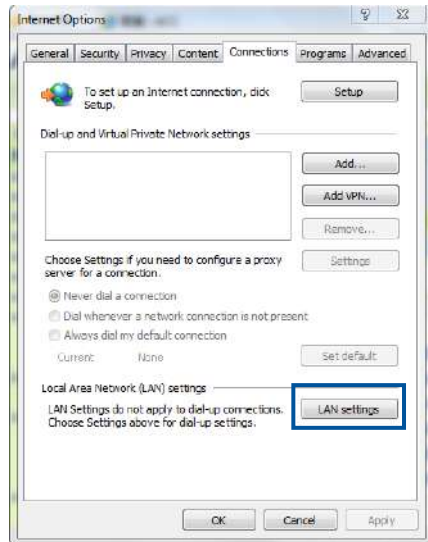 Internet Options
General Security Privacy Content Connections Programs Advanced
To set up an Internet connection, click
Setup.
Setup
Dial-up and Virtual Private Network settings
Add...
Add VPN...
Remove...
Choose Settings if you need to configure a proxy
server for a connection.
Settings
Never dial a connection
Dial whenever a network connection is not present
Always dial my default connection
Current None
Set default
Local Area Network (LAN) settings
LAN Settings do not apply to dial-up connections.
Choose Settings above for dial-up settings.
LAN settings
OK Cancel Apply